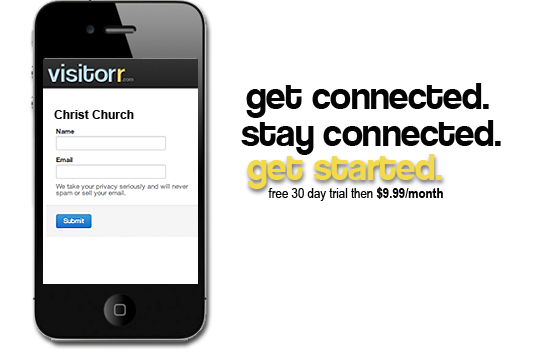 visitorr.com
Christ Church
Name
Email
We take your privacy seriously and will never
spam or sell your email.
Submit
get connected.
stay connected.
get started.
free 30 day trial then $9.99/month